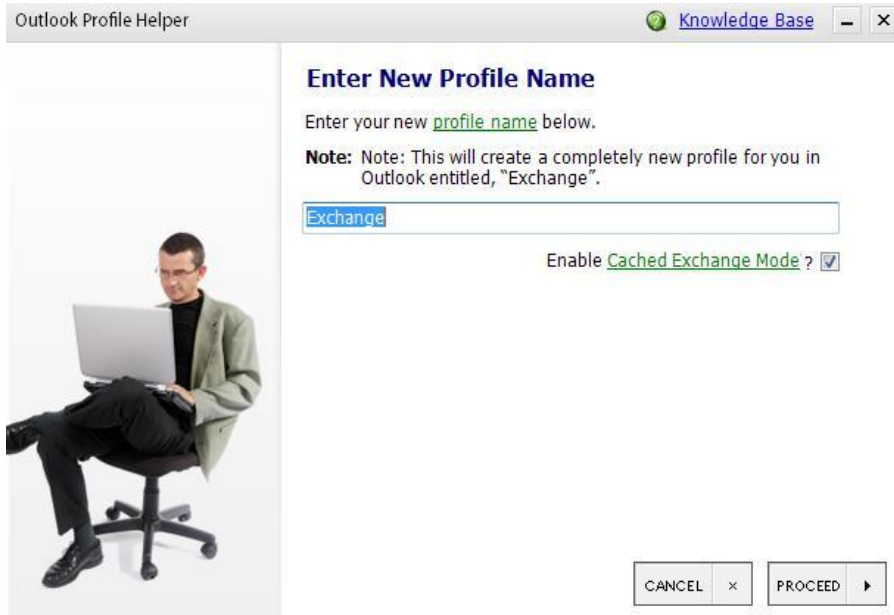 Outlook Profile Helper
Knowledge Base
Enter New Profile Name
Enter your new profile name below.
Note: Note: This will create a completely new profile for you in
Outlook entitled, "Exchange".
Exchange
Enable Cached Exchange Mode ?
CANCEL
PROCEED